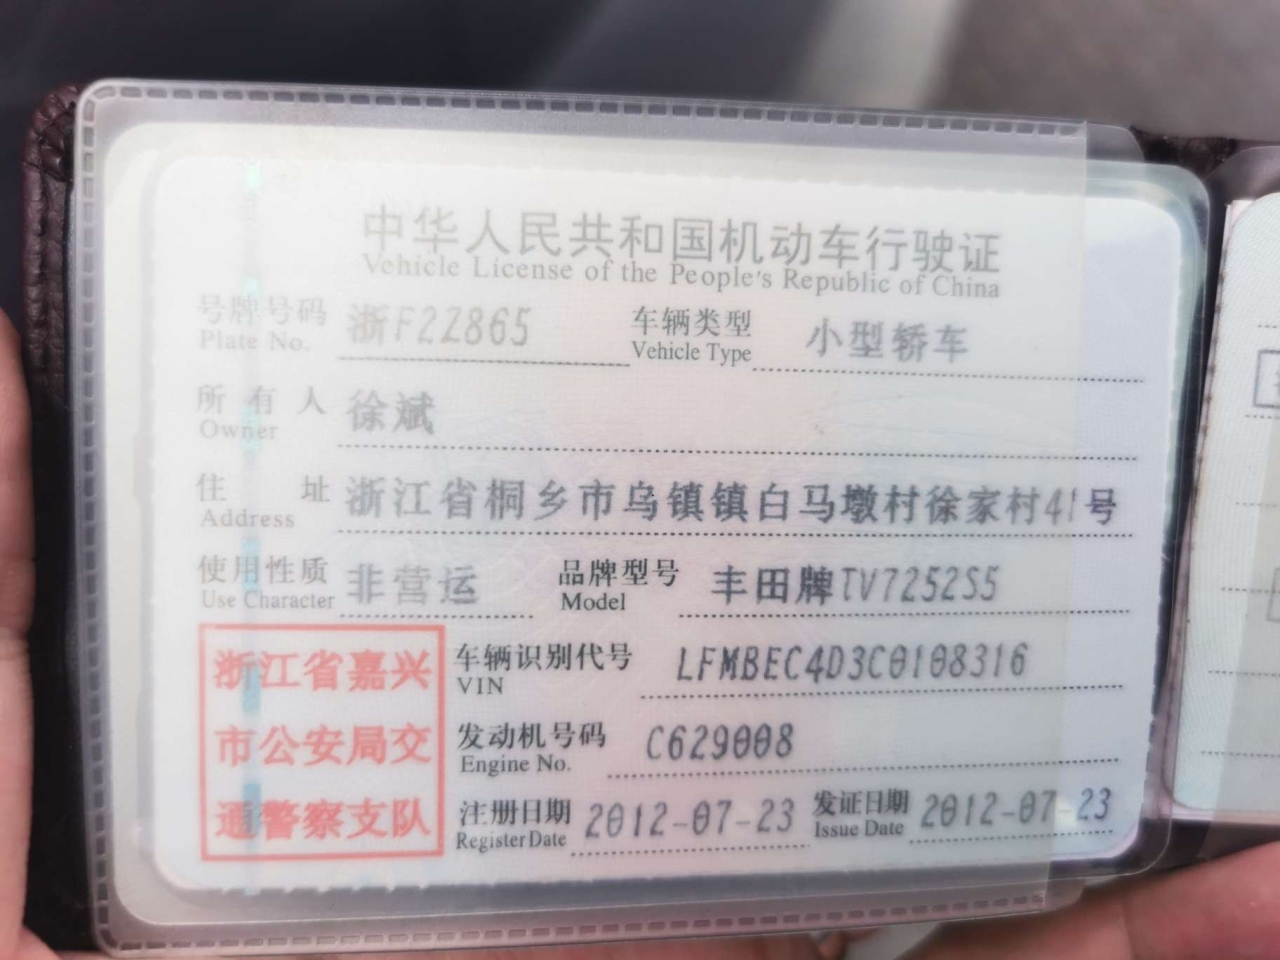 中华人民共和国机动车行驶证
Vehicle License of the People's Republic of China
号牌号码 浙F2Z865 车辆类型 小型轿车
Plate No. Vehicle Type
所有人 徐斌
Owner
住址 浙江省桐乡市乌镇镇白马墩村徐家村41号
Address
使用性质 非营运 品牌型号 丰田牌TV7252S5
Use Character Model
浙江省嘉兴
市公安局交
通警察支队
车辆识别代号 LFMBEC4D3C0108316
VIN
发动机号码 C629008
Engine No.
注册日期 2012-07-23 发证日期 2012-07-23
Register Date Issue Date